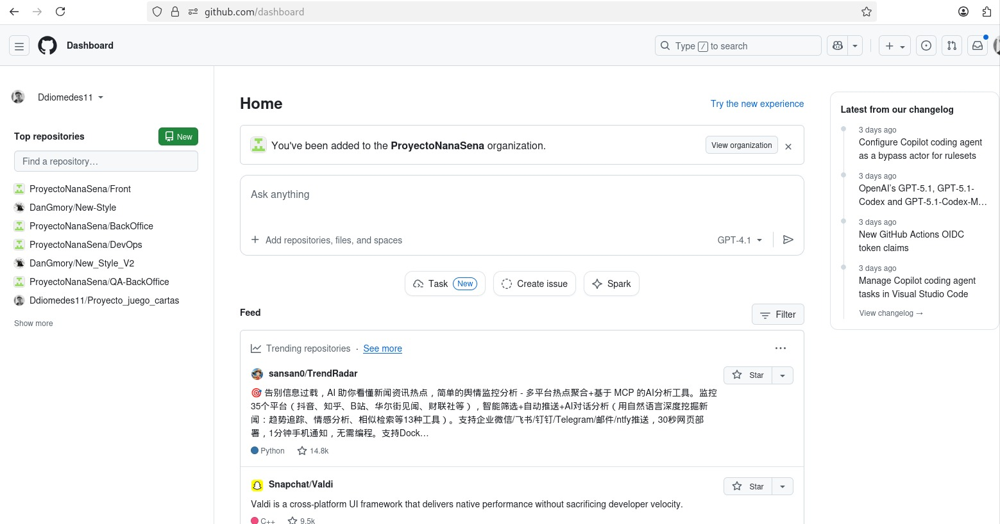 github.com/dashboard
Dashboard
Type / to search
Ddiomedes11
Top repositories
New
Find a repository…
ProyectoNanaSena/Front
DanGmory/New-Style
ProyectoNanaSena/BackOffice
ProyectoNanaSena/DevOps
DanGmory/New_Style_V2
ProyectoNanaSena/QA-BackOffice
Ddiomedes11/Proyecto_juego_cartas
Show more
Home
Try the new experience
You've been added to the ProyectoNanaSena organization.
View organization
Ask anything
Add repositories, files, and spaces
GPT-4.1
Task New
Create issue
Spark
Feed
Filter
Trending repositories · See more
sansan0/TrendRadar
Star
🎯 告别信息过载，AI 助你看懂新闻资讯热点，简单的舆情监控分析 - 多平台热点聚合+基于 MCP 的AI分析工具。监控
35个平台（抖音、知乎、B站、华尔街见闻、财联社等），智能筛选+自动推送+AI对话分析（用自然语言深度挖掘新
闻：趋势追踪、情感分析、相似检索等13种工具）。支持企业微信/飞书/钉钉/Telegram/邮件/ntfy推送，30秒网页部
署，1分钟手机通知，无需编程。支持Dock…
Python 14.8k
Snapchat/Valdi
Star
Valdi is a cross-platform UI framework that delivers native performance without sacrificing developer velocity.
C++ 9.5k
Latest from our changelog
3 days ago
Configure Copilot coding agent
as a bypass actor for rulesets
3 days ago
OpenAI's GPT-5.1, GPT-5.1-
Codex and GPT-5.1-Codex-M…
3 days ago
New GitHub Actions OIDC
token claims
3 days ago
Manage Copilot coding agent
tasks in Visual Studio Code
View changelog →